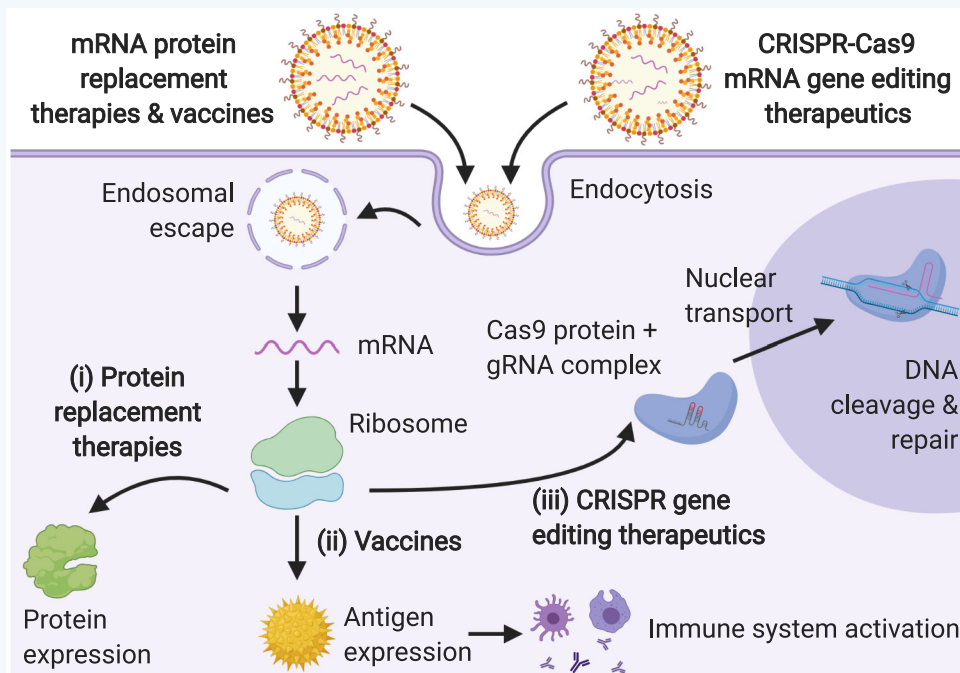 mRNA protein
replacement
therapies & vaccines
CRISPR-Cas9
mRNA gene editing
therapeutics
Endosomal
escape
Endocytosis
Nuclear
transport
mRNA
Cas9 protein +
gRNA complex
(i) Protein
replacement
therapies
Ribosome
DNA
cleavage &
repair
(ii) Vaccines
(iii) CRISPR gene
editing therapeutics
Protein
expression
Antigen
expression
Immune system activation